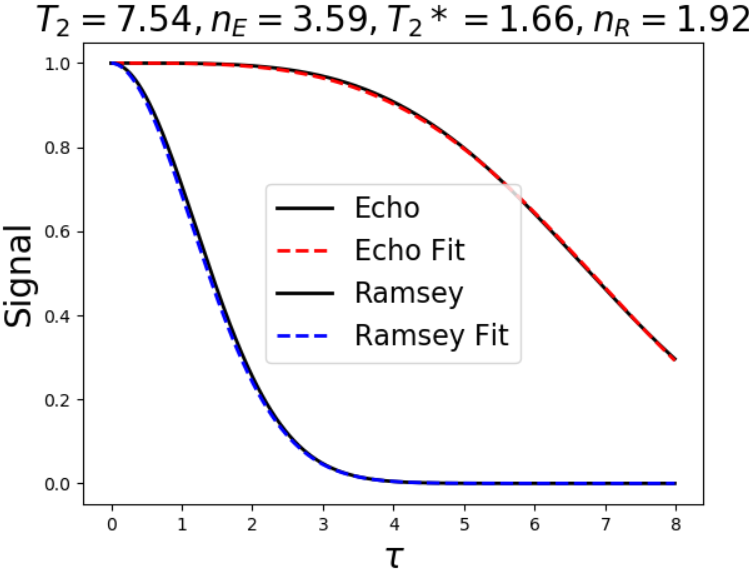 T₂ = 7.54, n_E = 3.59, T₂* = 1.66, n_R = 1.92
1.0
0.8
0.6
0.4
0.2
0.0
Signal
Echo
Echo Fit
Ramsey
Ramsey Fit
0 1 2 3 4 5 6 7 8
τ